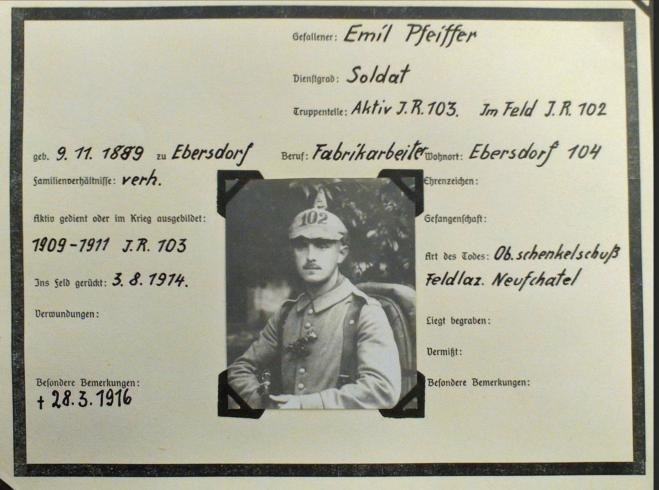 Gefallener: Emil Pfeiffer
Dienstgrad: Soldat
Truppenteile: Aktiv J.R. 103. Im Feld J.R. 102
geb. 9. 11. 1889 zu Ebersdorf Beruf: Fabrikarbeiter Wohnort: Ebersdorf 104
Familienverhältnisse: verh.
Ehrenzeichen:
Aktiv gedient oder im Krieg ausgebildet:
1909-1911 J.R. 103
Gefangenschaft:
Ins Feld gerückt: 3. 8. 1914.
Art des Todes: Ob. schenkelschuß
Feldlaz. Neufchatel
Verwundungen:
Liegt begraben:
Vermißt:
Besondere Bemerkungen:
† 28.3.1916
Besondere Bemerkungen:
102